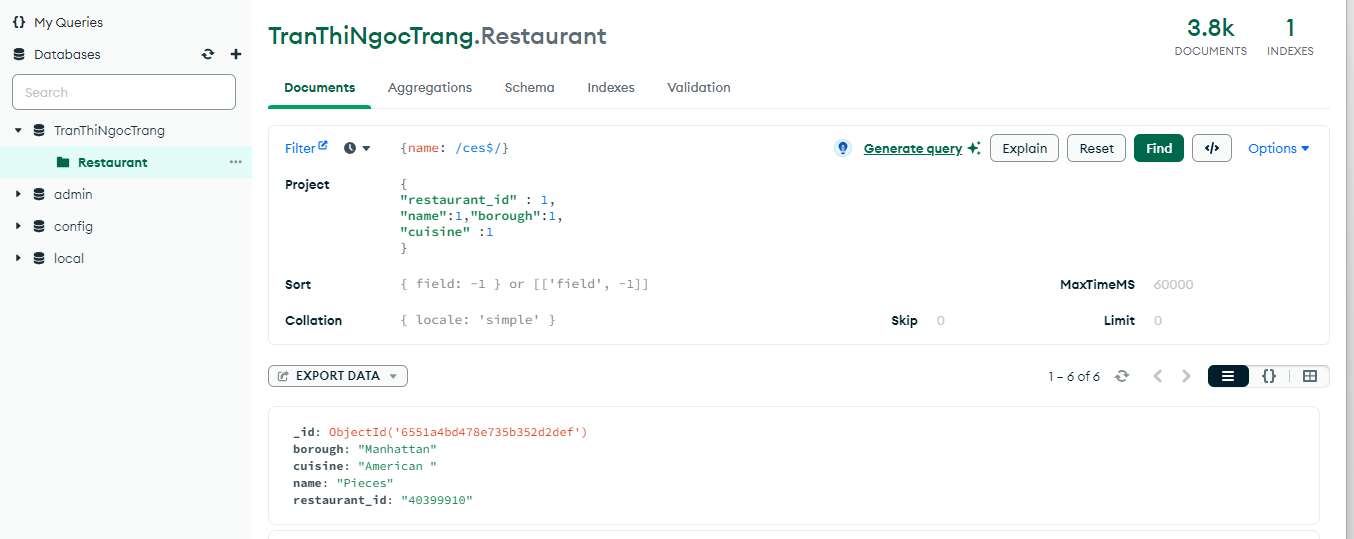 My Queries
Databases
Search
TranThiNgocTrang
Restaurant
admin
config
local
TranThiNgocTrang.Restaurant
3.8k
DOCUMENTS
1
INDEXES
Documents Aggregations Schema Indexes Validation
Filter {name: /ces$/} Generate query Explain Reset Find </> Options
Project {
"restaurant_id" : 1,
"name":1,"borough":1,
"cuisine" :1
}
Sort { field: -1 } or [['field', -1]] MaxTimeMS 60000
Collation { locale: 'simple' } Skip 0 Limit 0
EXPORT DATA 1 – 6 of 6 {}
_id: ObjectId('6551a4bd478e735b352d2def')
borough: "Manhattan"
cuisine: "American "
name: "Pieces"
restaurant_id: "40399910"